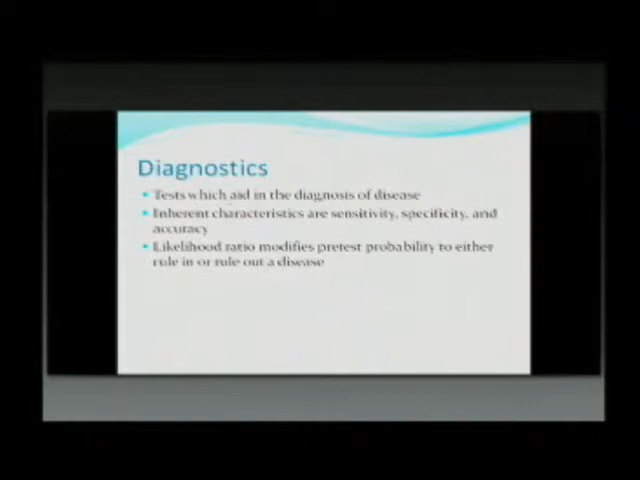 Diagnostics
Tests which aid in the diagnosis of disease
Inherent characteristics are sensitivity, specificity, and
accuracy
Likelihood ratio modifies pretest probability to either
rule in or rule out a disease